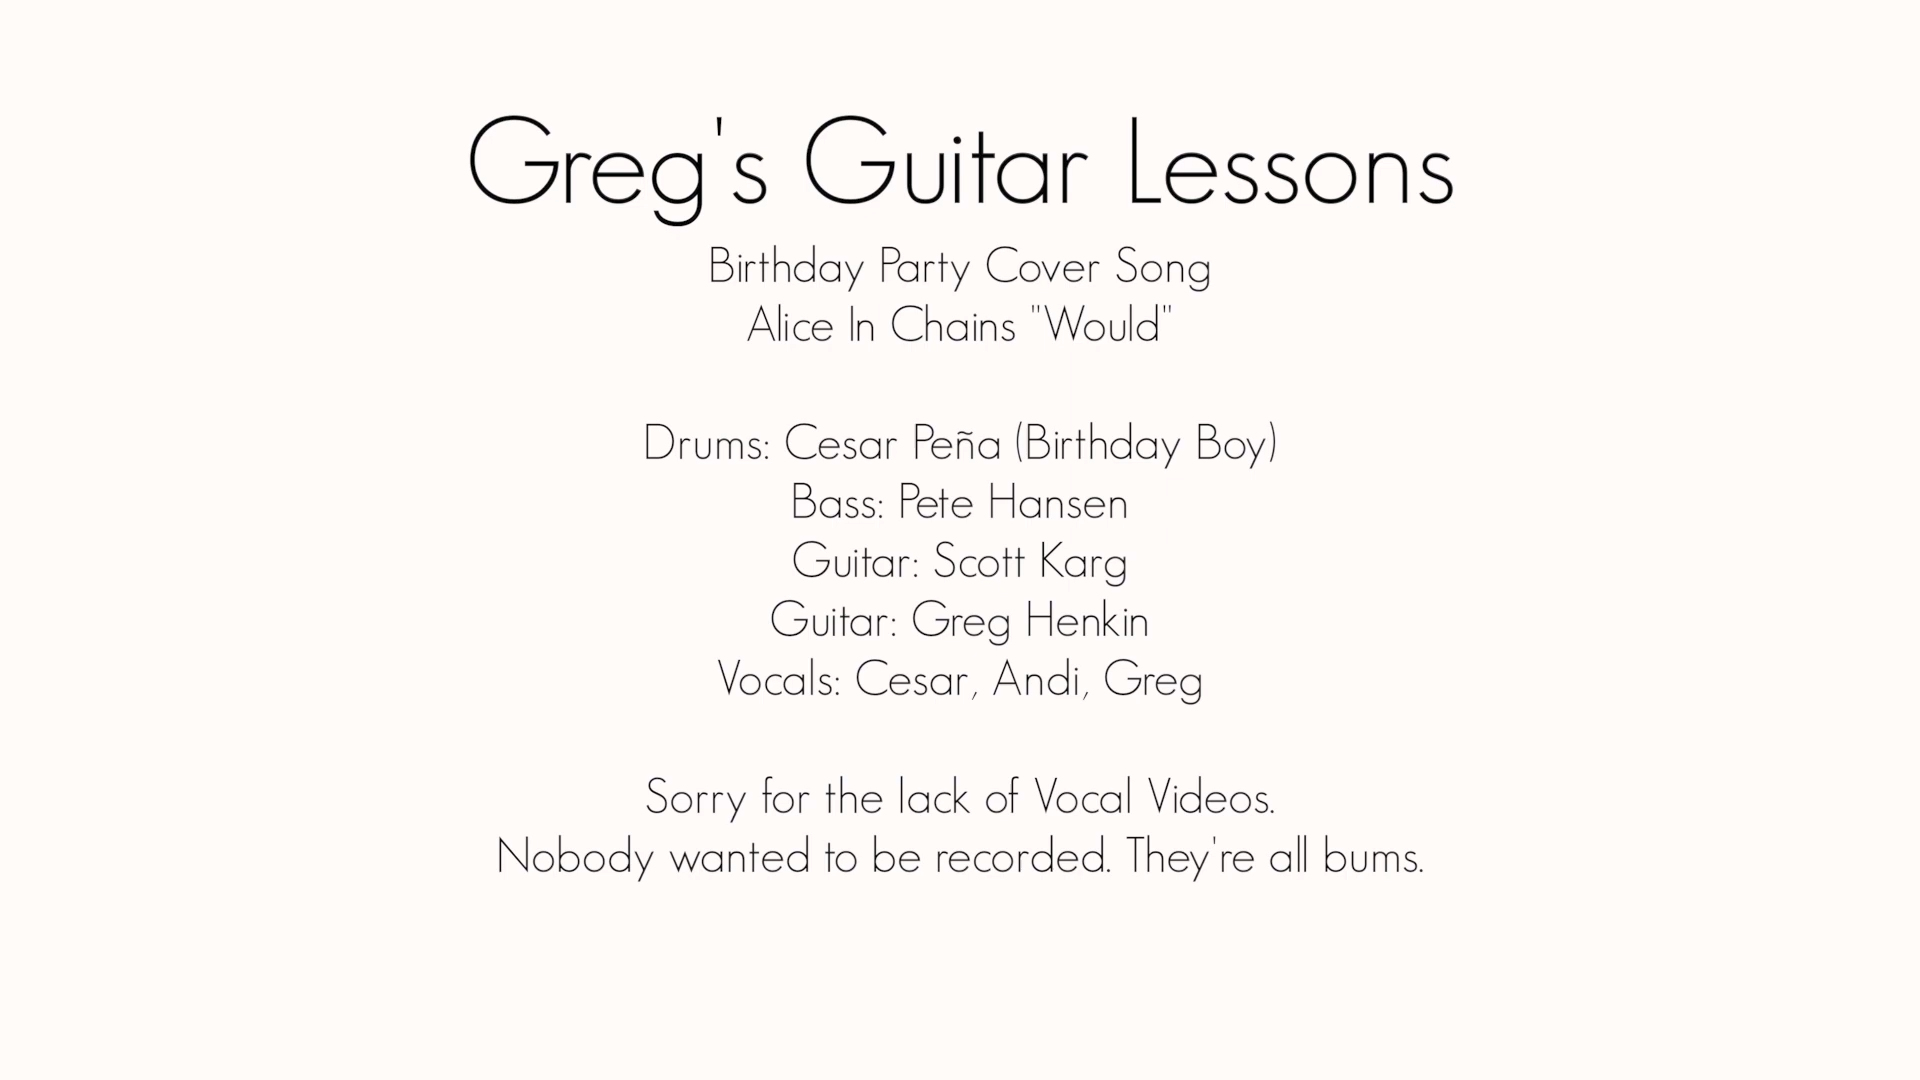 Greg's Guitar Lessons
Birthday Party Cover Song
Alice In Chains "Would"
Drums: Cesar Peña (Birthday Boy)
Bass: Pete Hansen
Guitar: Scott Karg
Guitar: Greg Henkin
Vocals: Cesar, Andi, Greg
Sorry for the lack of Vocal Videos.
Nobody wanted to be recorded. They're all bums.